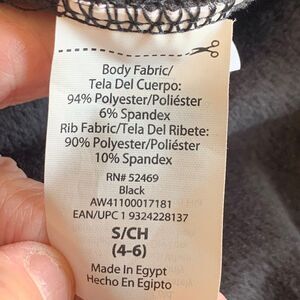 Body Fabric/
Tela Del Cuerpo:
94% Polyester/Poliéster
6% Spandex
Rib Fabric/Tela Del Ribete:
90% Polyester/Poliéster
10% Spandex
RN# 52469
Black
AW41100017181
EAN/UPC 1 9324228137
S/CH
(4-6)
Made In Egypt
Hecho En Egipto